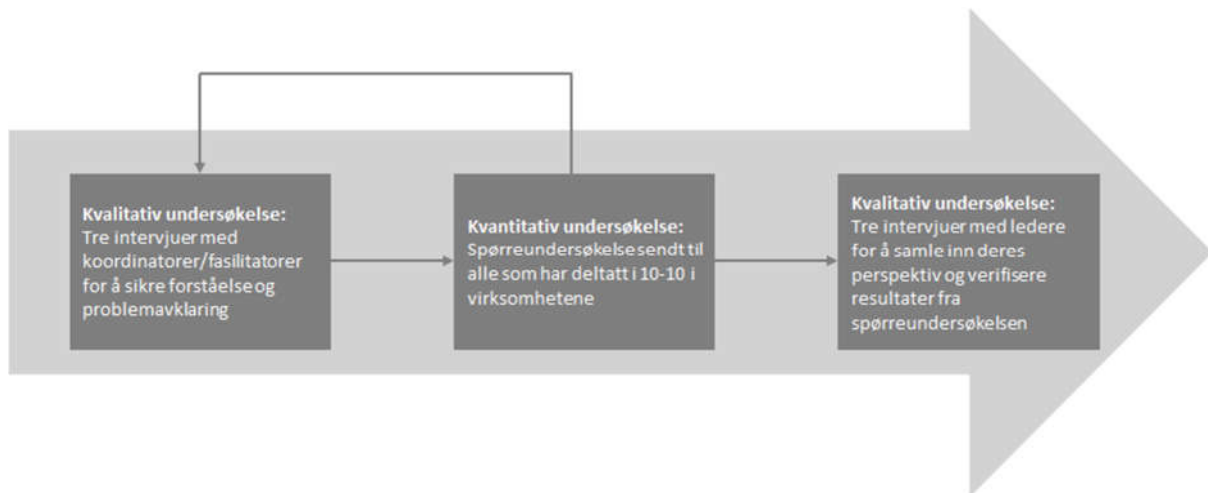 Kvalitativ undersøkelse:
Tre intervjuer med
koordinatorer/fasilitatorer
for å sikre forståelse og
problemavklaring
Kvantitativ undersøkelse:
Spørreundersøkelse sendt til
alle som har deltatt i 10-10 i
virksomhetene
Kvalitativ undersøkelse:
Tre intervjuer med ledere
for å samle inn deres
perspektiv og verifisere
resultater fra
spørreundersøkelsen